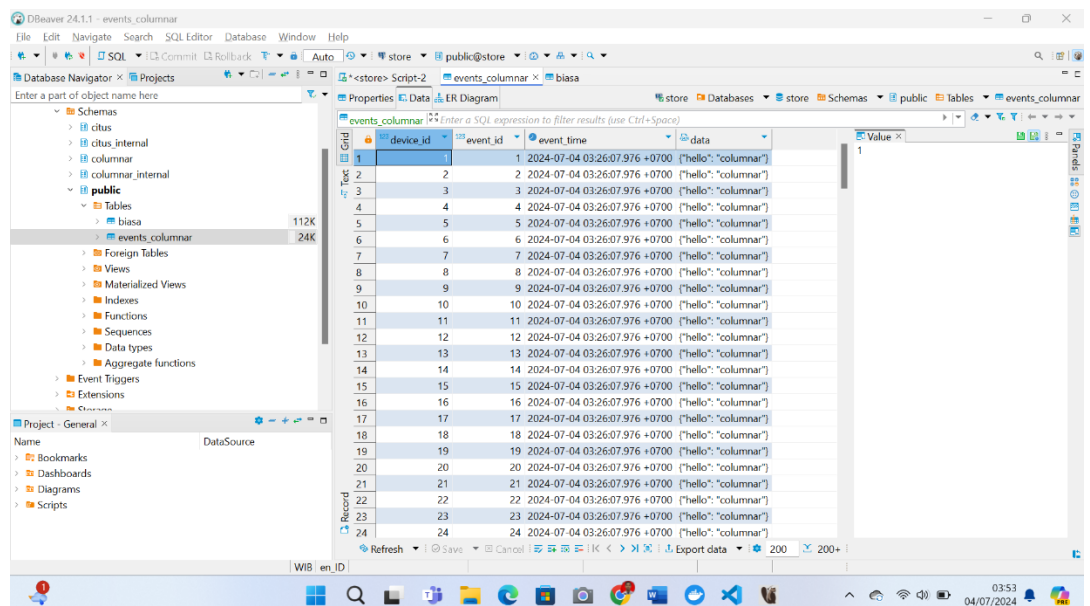 DBeaver 24.1.1 - events_columnar
File Edit Navigate Search SQL Editor Database Window Help
SQL Commit Rollback Auto store public@store
Database Navigator Projects
*<store> Script-2 events_columnar biasa
Enter a part of object name here
Properties Data ER Diagram store Databases store Schemas public Tables events_columnar
Schemas
citus
citus_internal
columnar
columnar_internal
public
Tables
biasa 112K
events_columnar 24K
Foreign Tables
Views
Materialized Views
Indexes
Functions
Sequences
Data types
Aggregate functions
Event Triggers
Extensions
Storage
Project - General
Name DataSource
Bookmarks
Dashboards
Diagrams
Scripts
events_columnar Enter a SQL expression to filter results (use Ctrl+Space)
Grid
Text
Record
123 device_id 123 event_id event_time data
1 1 1 2024-07-04 03:26:07.976 +0700 {"hello": "columnar"}
2 2 2 2024-07-04 03:26:07.976 +0700 {"hello": "columnar"}
3 3 3 2024-07-04 03:26:07.976 +0700 {"hello": "columnar"}
4 4 4 2024-07-04 03:26:07.976 +0700 {"hello": "columnar"}
5 5 5 2024-07-04 03:26:07.976 +0700 {"hello": "columnar"}
6 6 6 2024-07-04 03:26:07.976 +0700 {"hello": "columnar"}
7 7 7 2024-07-04 03:26:07.976 +0700 {"hello": "columnar"}
8 8 8 2024-07-04 03:26:07.976 +0700 {"hello": "columnar"}
9 9 9 2024-07-04 03:26:07.976 +0700 {"hello": "columnar"}
10 10 10 2024-07-04 03:26:07.976 +0700 {"hello": "columnar"}
11 11 11 2024-07-04 03:26:07.976 +0700 {"hello": "columnar"}
12 12 12 2024-07-04 03:26:07.976 +0700 {"hello": "columnar"}
13 13 13 2024-07-04 03:26:07.976 +0700 {"hello": "columnar"}
14 14 14 2024-07-04 03:26:07.976 +0700 {"hello": "columnar"}
15 15 15 2024-07-04 03:26:07.976 +0700 {"hello": "columnar"}
16 16 16 2024-07-04 03:26:07.976 +0700 {"hello": "columnar"}
17 17 17 2024-07-04 03:26:07.976 +0700 {"hello": "columnar"}
18 18 18 2024-07-04 03:26:07.976 +0700 {"hello": "columnar"}
19 19 19 2024-07-04 03:26:07.976 +0700 {"hello": "columnar"}
20 20 20 2024-07-04 03:26:07.976 +0700 {"hello": "columnar"}
21 21 21 2024-07-04 03:26:07.976 +0700 {"hello": "columnar"}
22 22 22 2024-07-04 03:26:07.976 +0700 {"hello": "columnar"}
23 23 23 2024-07-04 03:26:07.976 +0700 {"hello": "columnar"}
24 24 24 2024-07-04 03:26:07.976 +0700 {"hello": "columnar"}
Value
1
Panels
Refresh Save Cancel Export data 200 200+
WIB en_ID
1
03:53
04/07/2024
PRE